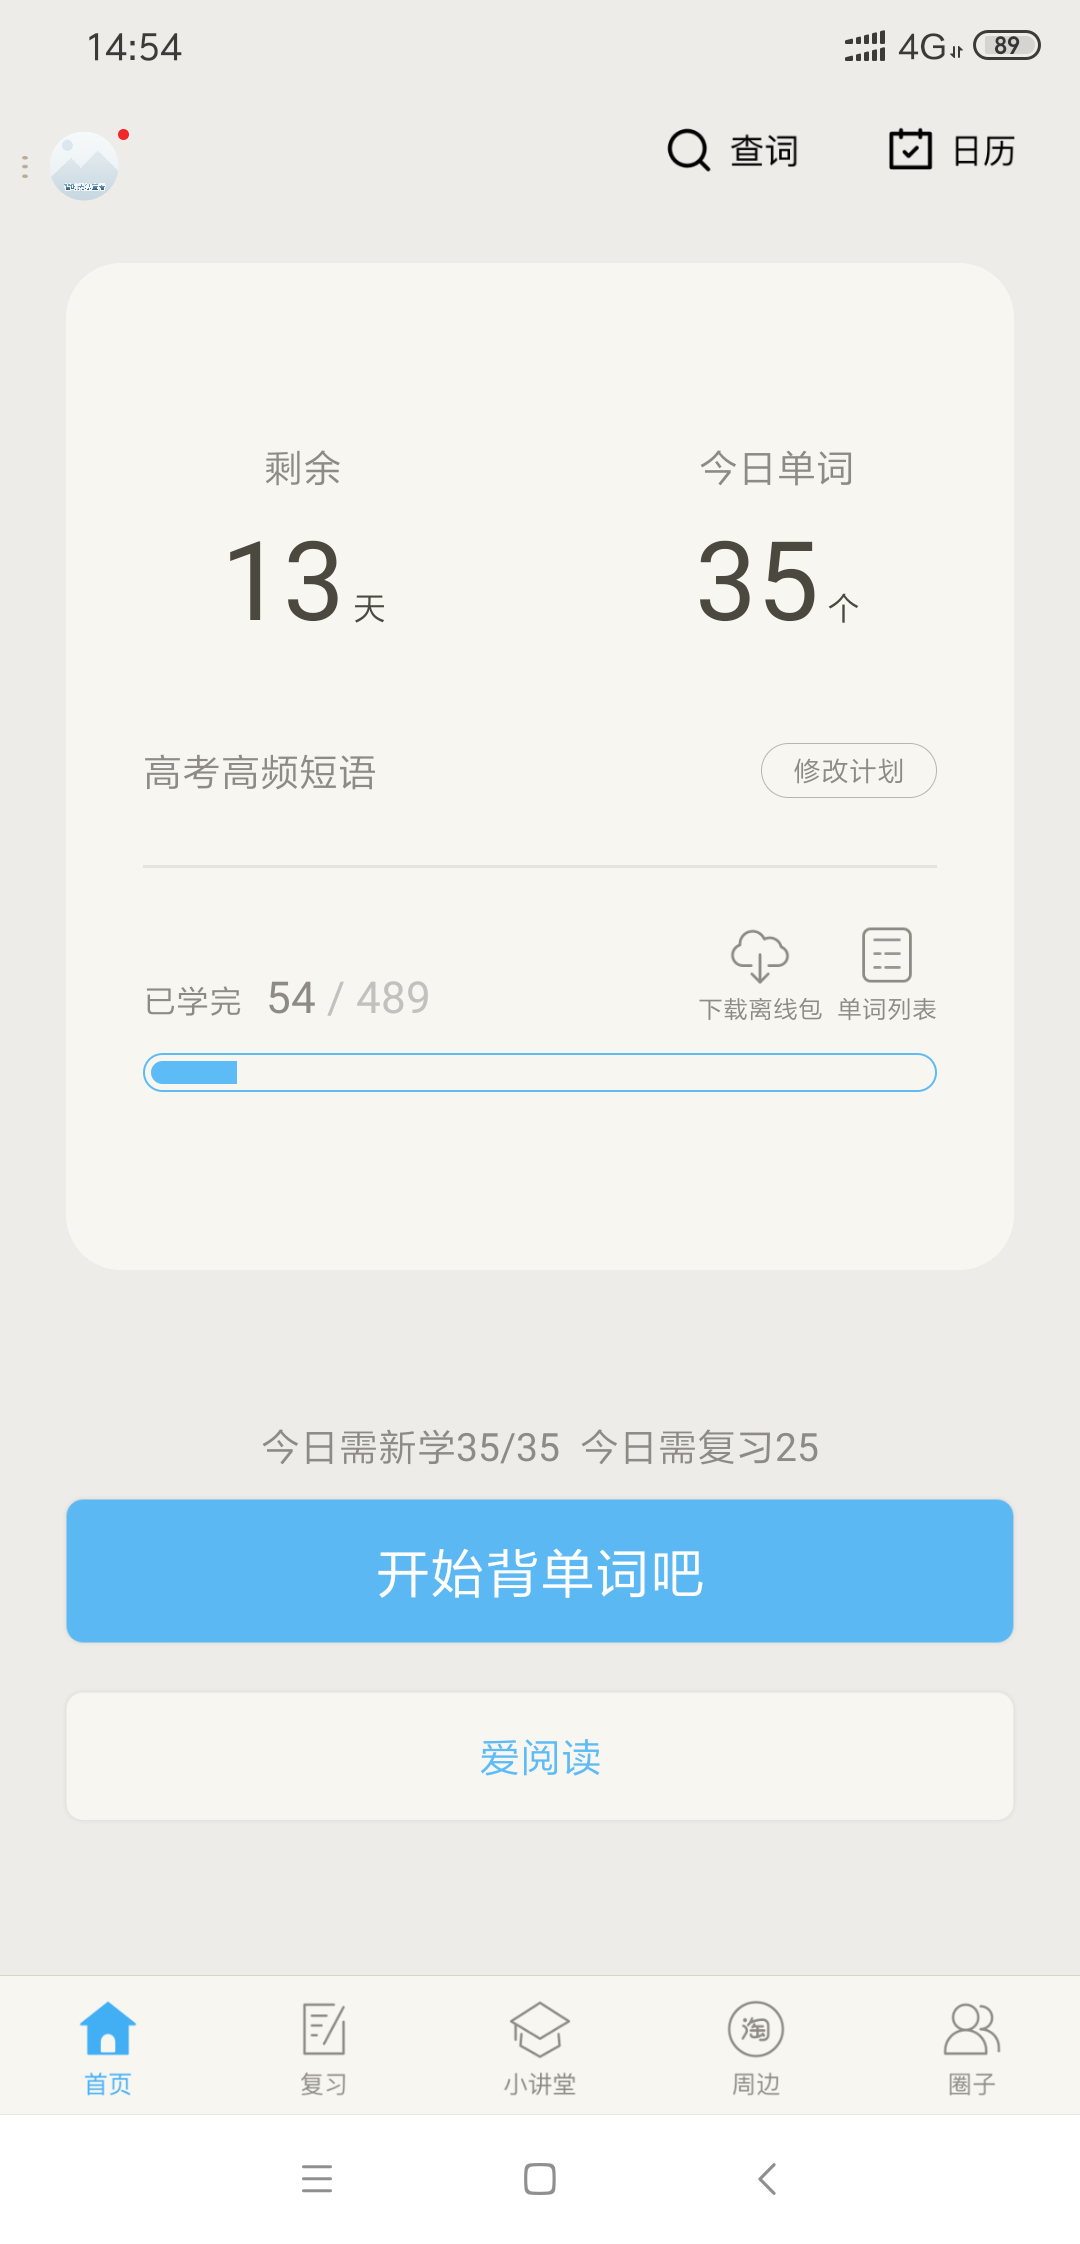 14:54
4G 89
查词 日历
剩余 今日单词
13天 35个
高考高频短语 修改计划
已学完 54 / 489
下载离线包 单词列表
今日需新学35/35 今日需复习25
开始背单词吧
爱阅读
淘
首页 复习 小讲堂 周边 圈子